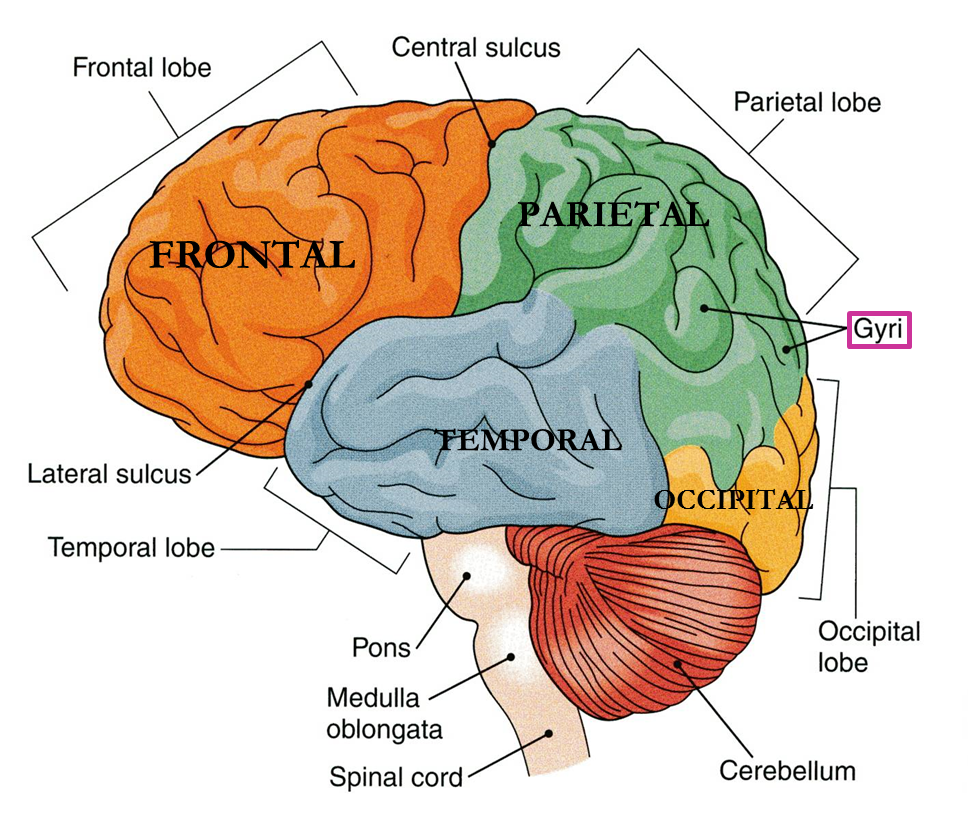 Central sulcus
Frontal lobe
Parietal lobe
PARIETAL
FRONTAL
Gyri
TEMPORAL
Lateral sulcus
OCCIPITAL
Temporal lobe
Pons
Occipital
lobe
Medulla
oblongata
Spinal cord
Cerebellum